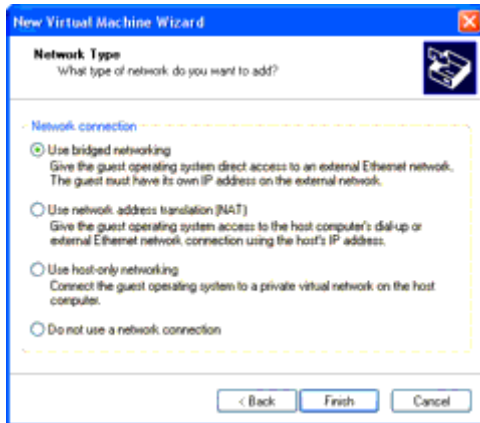 New Virtual Machine Wizard
Network Type
What type of network do you want to add?
Network connection
Use bridged networking
Give the guest operating system direct access to an external Ethernet network.
The guest must have its own IP address on the external network.
Use network address translation (NAT)
Give the guest operating system access to the host computer's dial-up or
external Ethernet network connection using the host's IP address.
Use host-only networking
Connect the guest operating system to a private virtual network on the host
computer.
Do not use a network connection
< Back
Finish
Cancel